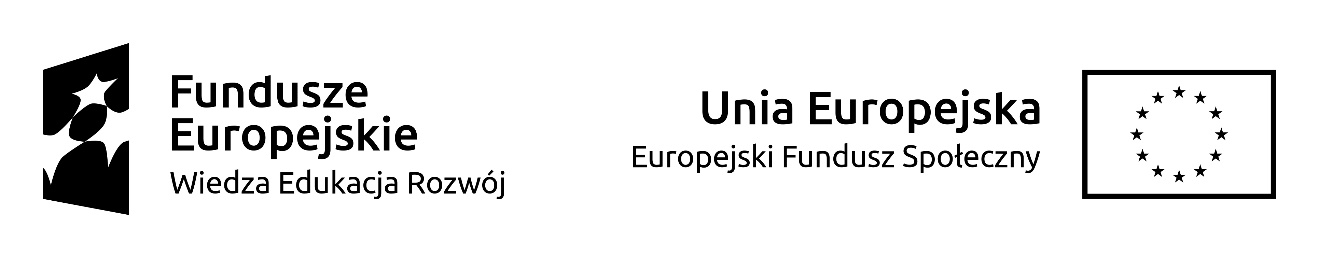 Fundusze
Europejskie
Wiedza Edukacja Rozwój
Unia Europejska
Europejski Fundusz Społeczny